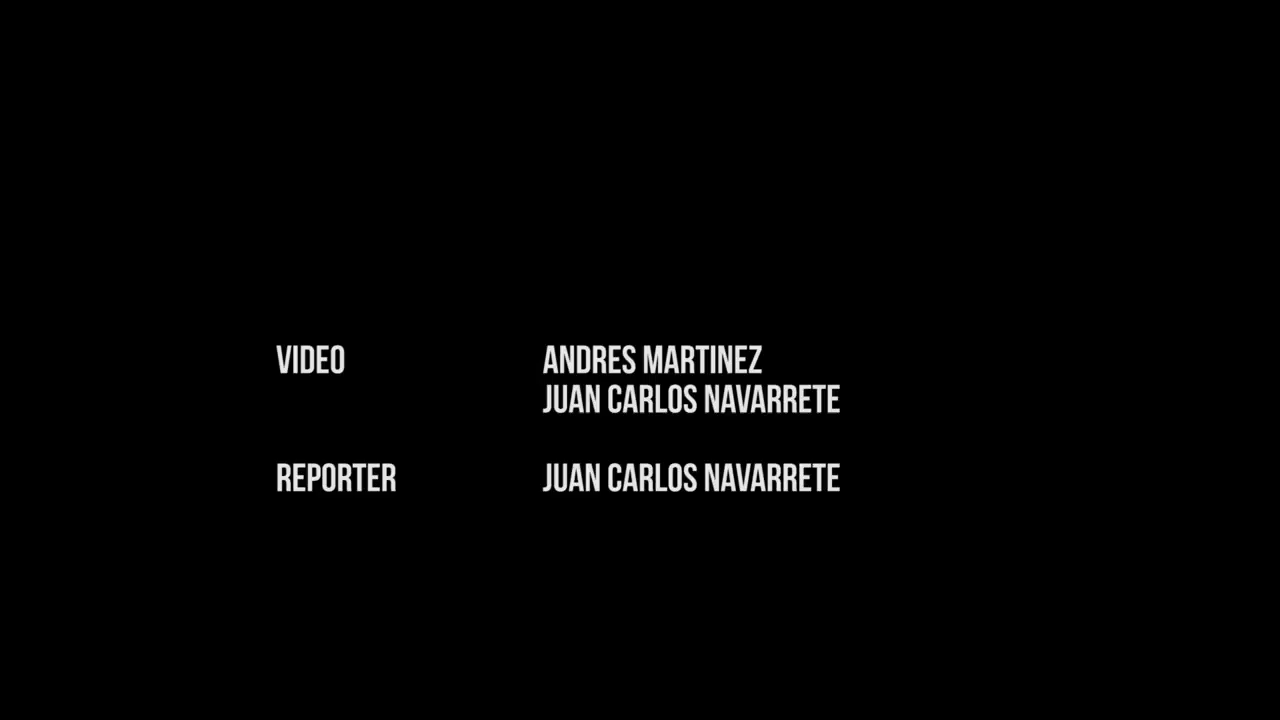 VIDEO ANDRES MARTINEZ
JUAN CARLOS NAVARRETE
REPORTER JUAN CARLOS NAVARRETE